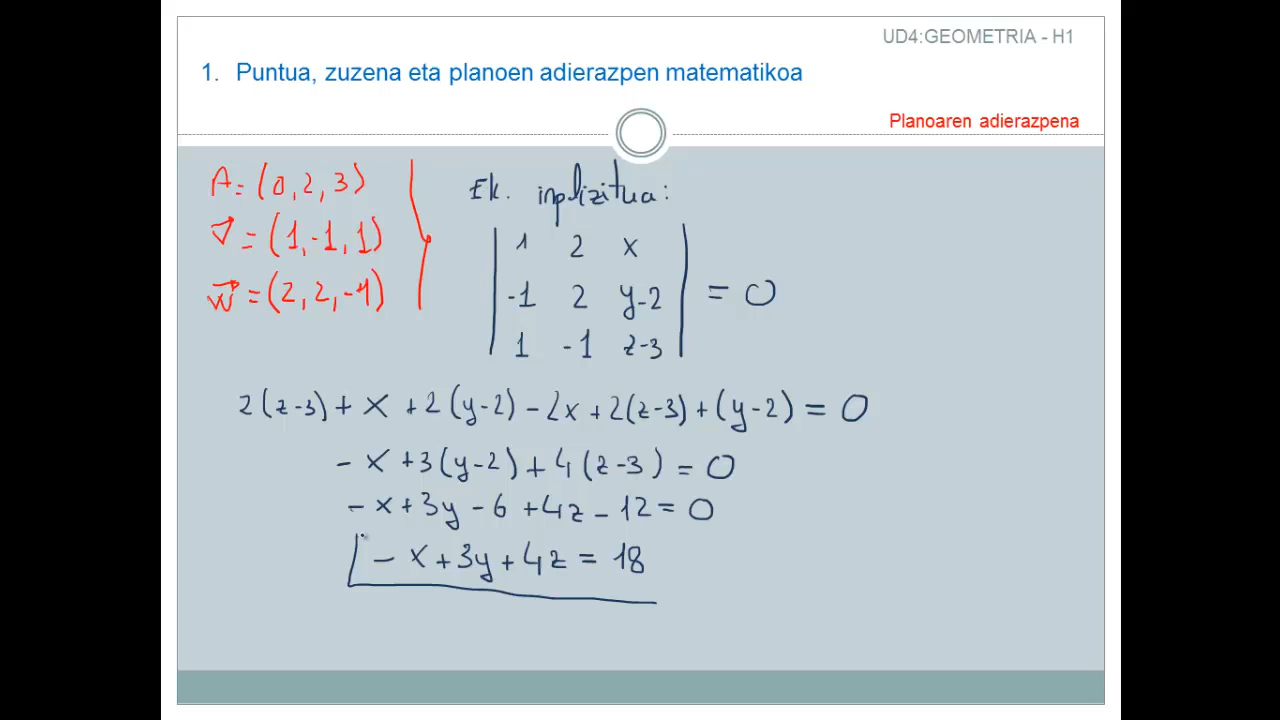 UD4:GEOMETRIA - H1
1. Puntua, zuzena eta planoen adierazpen matematikoa
Planoaren adierazpena
A = (0, 2, 3)
v⃗ = (1, -1, 1)
w⃗ = (2, 2, -1)
Ek. inplizitua:
| 1 2 x |
| -1 2 y-2 | = 0
| 1 -1 z-3 |
2(z-3) + x + 2(y-2) - 2x + 2(z-3) + (y-2) = 0
- x + 3(y-2) + 4(z-3) = 0
- x + 3y - 6 + 4z - 12 = 0
- x + 3y + 4z = 18